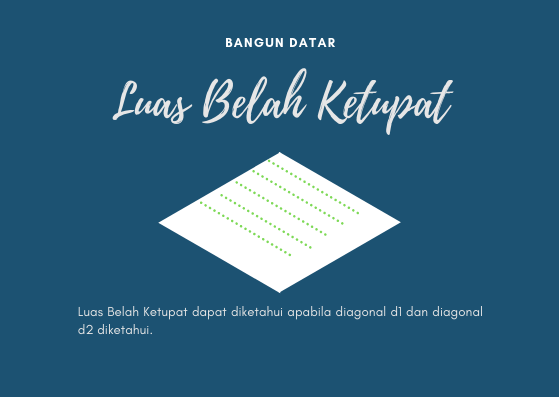 BANGUN DATAR
Luas Belah Ketupat
Luas Belah Ketupat dapat diketahui apabila diagonal d1 dan diagonal
d2 diketahui.